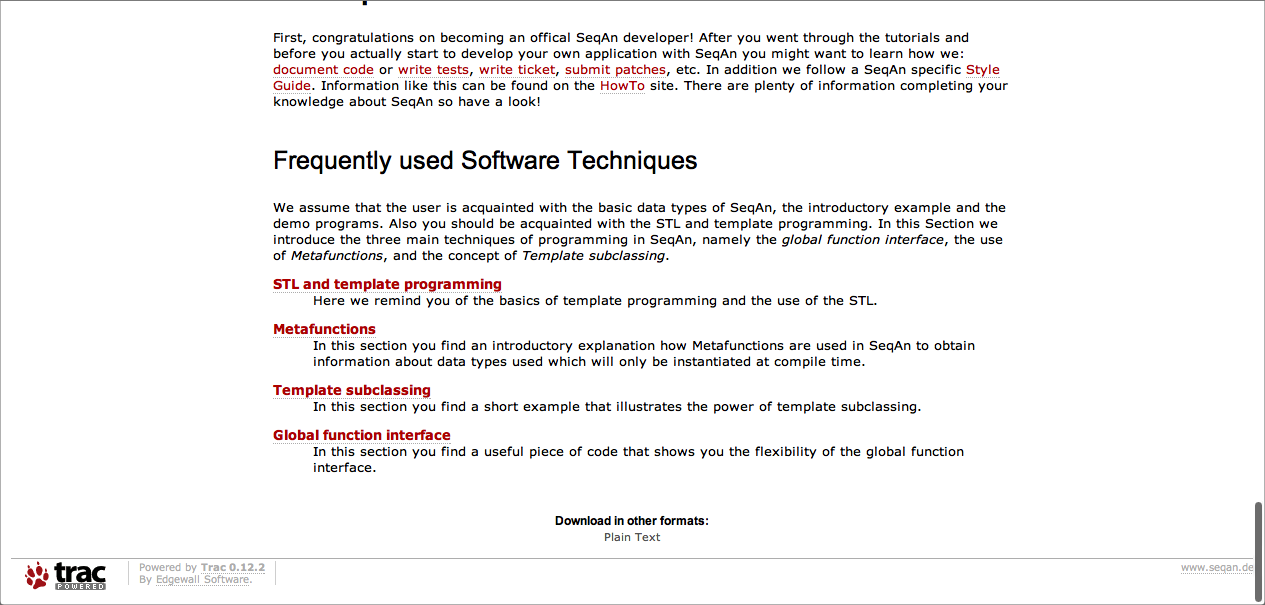 First, congratulations on becoming an offical SeqAn developer! After you went through the tutorials and
before you actually start to develop your own application with SeqAn you might want to learn how we:
document code or write tests, write ticket, submit patches, etc. In addition we follow a SeqAn specific Style
Guide. Information like this can be found on the HowTo site. There are plenty of information completing your
knowledge about SeqAn so have a look!
Frequently used Software Techniques
We assume that the user is acquainted with the basic data types of SeqAn, the introductory example and the
demo programs. Also you should be acquainted with the STL and template programming. In this Section we
introduce the three main techniques of programming in SeqAn, namely the global function interface, the use
of Metafunctions, and the concept of Template subclassing.
STL and template programming
Here we remind you of the basics of template programming and the use of the STL.
Metafunctions
In this section you find an introductory explanation how Metafunctions are used in SeqAn to obtain
information about data types used which will only be instantiated at compile time.
Template subclassing
In this section you find a short example that illustrates the power of template subclassing.
Global function interface
In this section you find a useful piece of code that shows you the flexibility of the global function
interface.
Download in other formats:
Plain Text
trac
POWERED
Powered by Trac 0.12.2
By Edgewall Software.
www.seqan.de